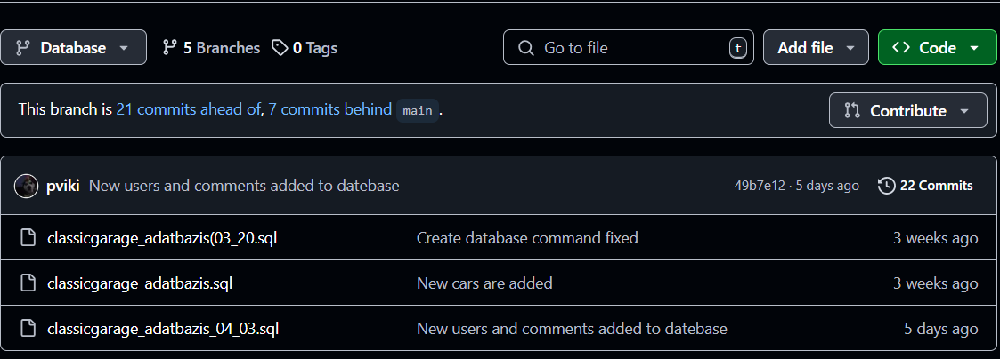 Database 5 Branches 0 Tags Go to file t Add file Code
This branch is 21 commits ahead of, 7 commits behind main.
Contribute
pviki New users and comments added to datebase 49b7e12 · 5 days ago 22 Commits
classicgarage_adatbazis(03_20.sql Create database command fixed 3 weeks ago
classicgarage_adatbazis.sql New cars are added 3 weeks ago
classicgarage_adatbazis_04_03.sql New users and comments added to datebase 5 days ago